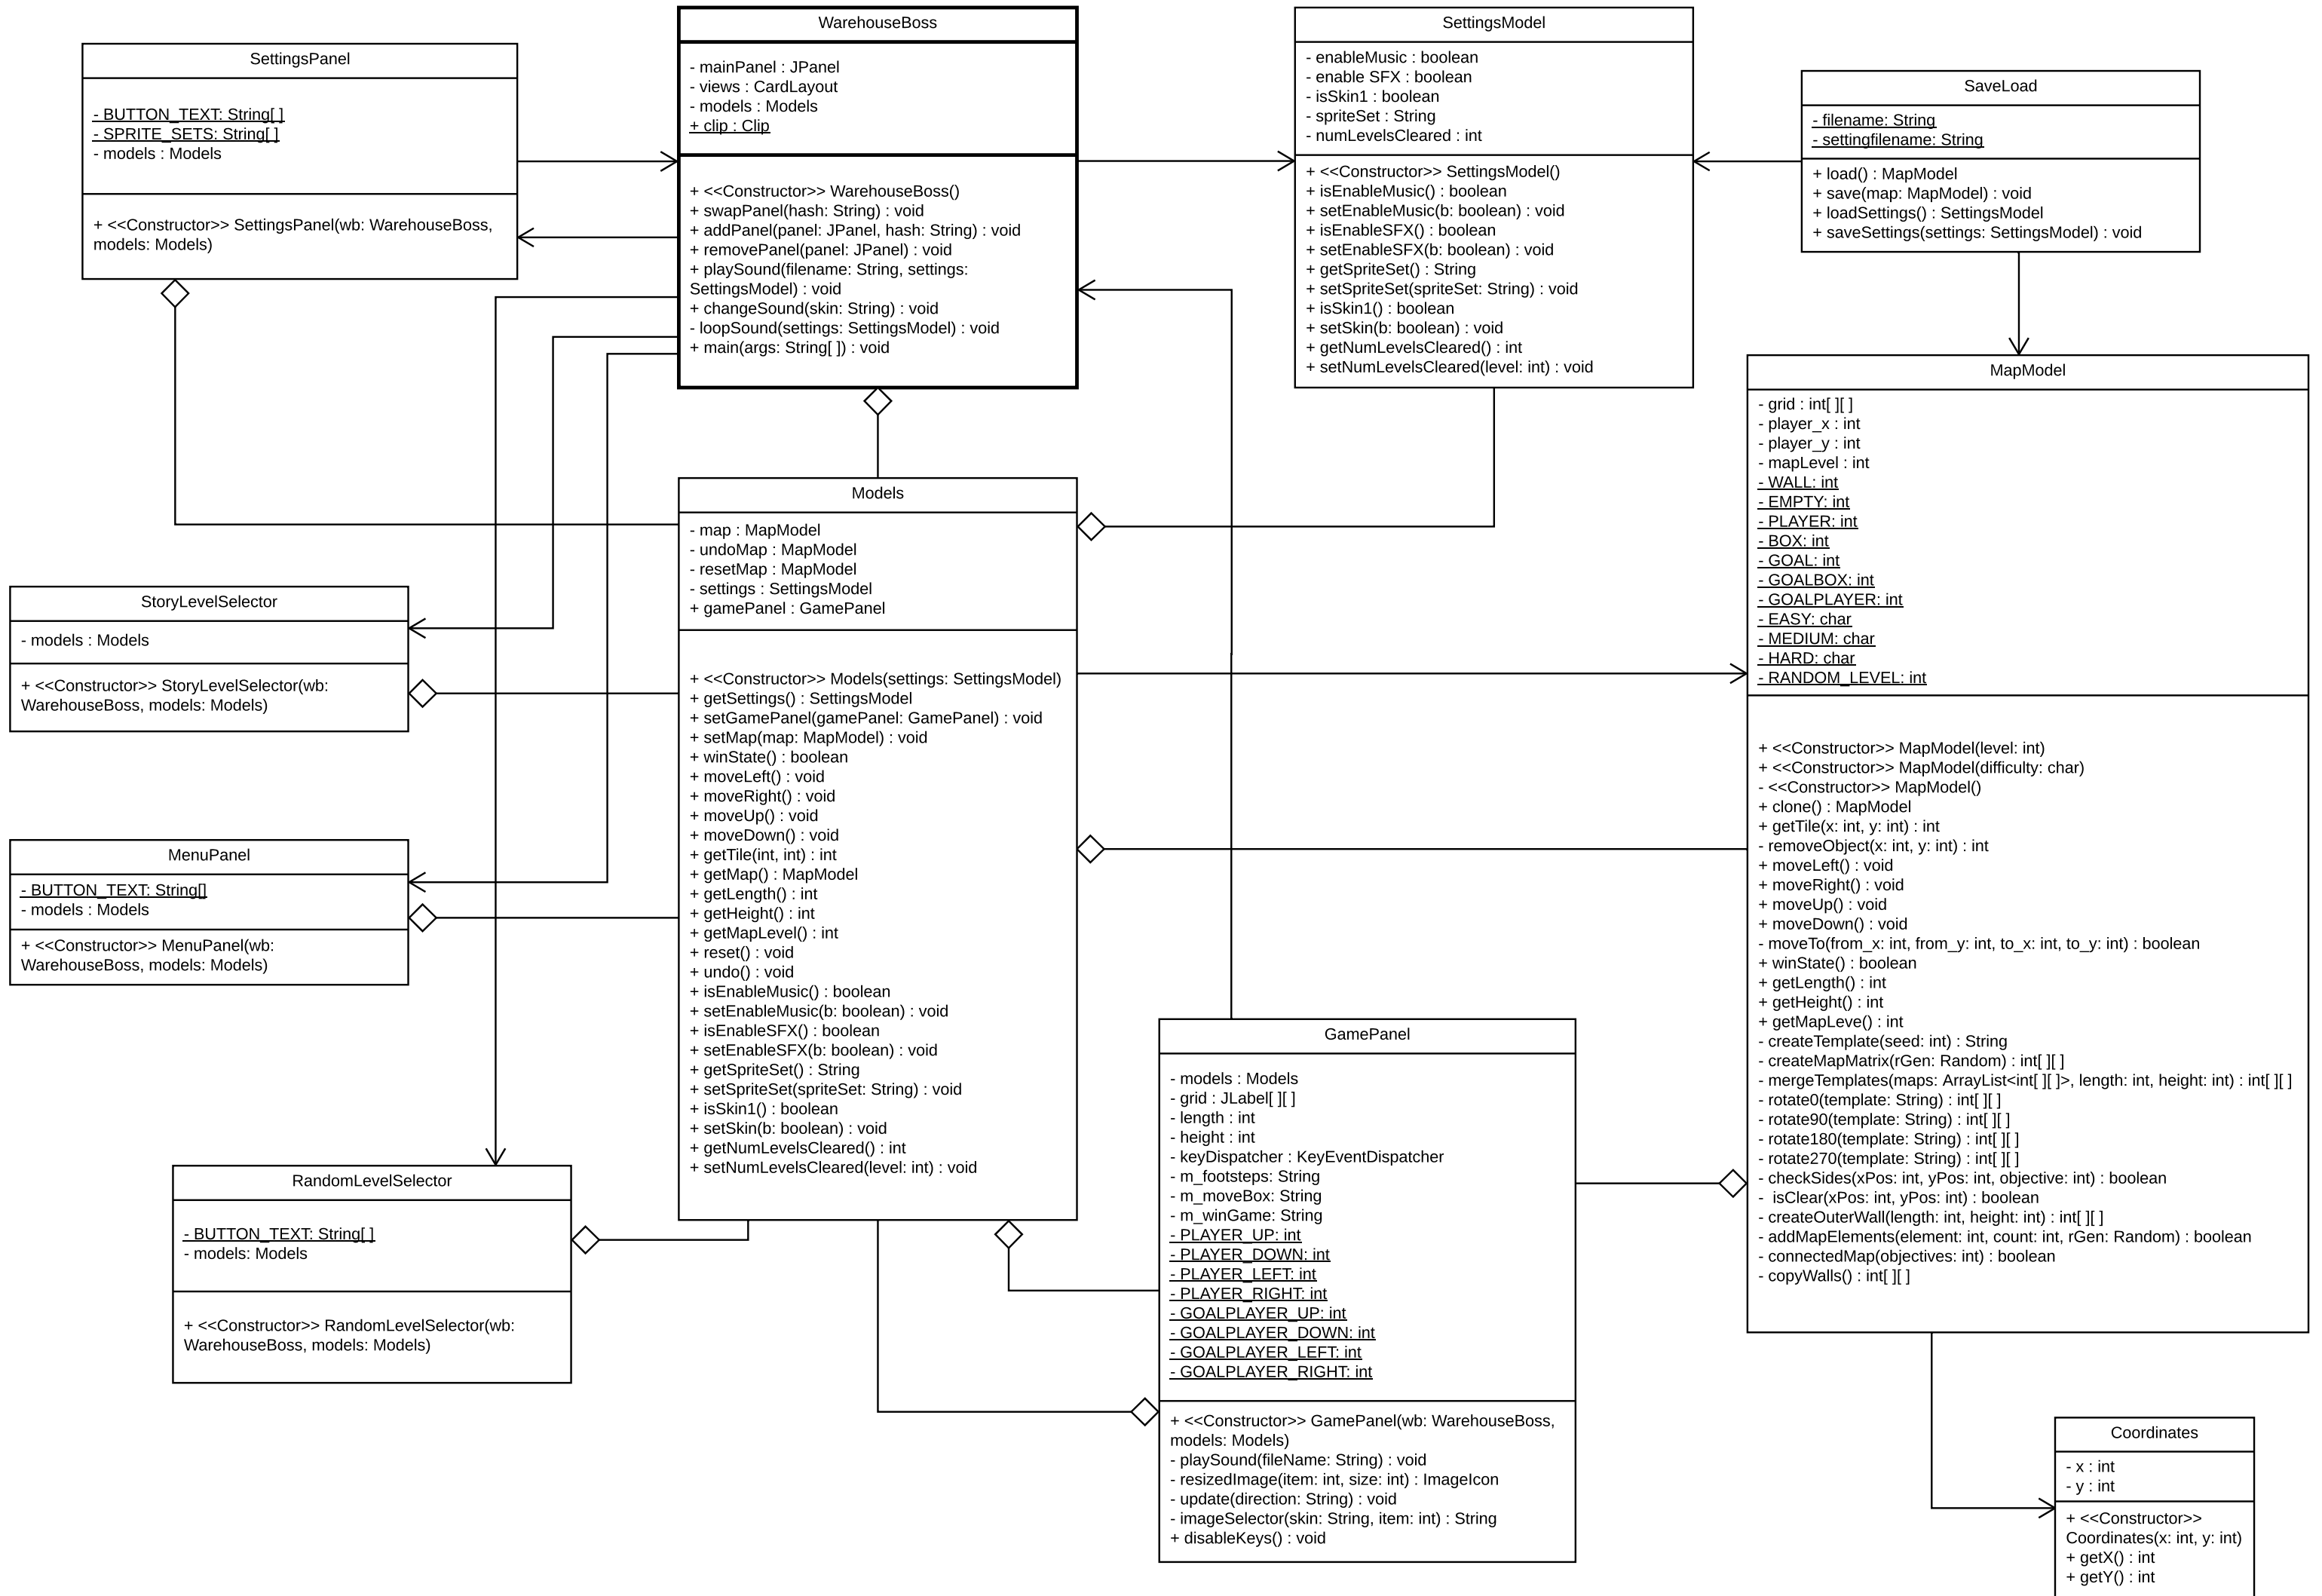 WarehouseBoss
- mainPanel : JPanel
- views : CardLayout
- models : Models
+ clip : Clip
+ <<Constructor>> WarehouseBoss()
+ swapPanel(hash: String) : void
+ addPanel(panel: JPanel, hash: String) : void
+ removePanel(panel: JPanel) : void
+ playSound(filename: String, settings:
SettingsModel) : void
+ changeSound(skin: String) : void
- loopSound(settings: SettingsModel) : void
+ main(args: String[ ]) : void
SettingsModel
- enableMusic : boolean
- enable SFX : boolean
- isSkin1 : boolean
- spriteSet : String
- numLevelsCleared : int
+ <<Constructor>> SettingsModel()
+ isEnableMusic() : boolean
+ setEnableMusic(b: boolean) : void
+ isEnableSFX() : boolean
+ setEnableSFX(b: boolean) : void
+ getSpriteSet() : String
+ setSpriteSet(spriteSet: String) : void
+ isSkin1() : boolean
+ setSkin(b: boolean) : void
+ getNumLevelsCleared() : int
+ setNumLevelsCleared(level: int) : void
SettingsPanel
- BUTTON_TEXT: String[ ]
- SPRITE_SETS: String[ ]
- models : Models
+ <<Constructor>> SettingsPanel(wb: WarehouseBoss,
models: Models)
SaveLoad
- filename: String
- settingfilename: String
+ load() : MapModel
+ save(map: MapModel) : void
+ loadSettings() : SettingsModel
+ saveSettings(settings: SettingsModel) : void
MapModel
- grid : int[ ][ ]
- player_x : int
- player_y : int
- mapLevel : int
- WALL: int
- EMPTY: int
- PLAYER: int
- BOX: int
- GOAL: int
- GOALBOX: int
- GOALPLAYER: int
- EASY: char
- MEDIUM: char
- HARD: char
- RANDOM_LEVEL: int
+ <<Constructor>> MapModel(level: int)
+ <<Constructor>> MapModel(difficulty: char)
- <<Constructor>> MapModel()
+ clone() : MapModel
+ getTile(x: int, y: int) : int
- removeObject(x: int, y: int) : int
+ moveLeft() : void
+ moveRight() : void
+ moveUp() : void
+ moveDown() : void
- moveTo(from_x: int, from_y: int, to_x: int, to_y: int) : boolean
+ winState() : boolean
+ getLength() : int
+ getHeight() : int
+ getMapLeve() : int
- createTemplate(seed: int) : String
- createMapMatrix(rGen: Random) : int[ ][ ]
- mergeTemplates(maps: ArrayList<int[ ][ ]>, length: int, height: int) : int[ ][ ]
- rotate0(template: String) : int[ ][ ]
- rotate90(template: String) : int[ ][ ]
- rotate180(template: String) : int[ ][ ]
- rotate270(template: String) : int[ ][ ]
- checkSides(xPos: int, yPos: int, objective: int) : boolean
- isClear(xPos: int, yPos: int) : boolean
- createOuterWall(length: int, height: int) : int[ ][ ]
- addMapElements(element: int, count: int, rGen: Random) : boolean
- connectedMap(objectives: int) : boolean
- copyWalls() : int[ ][ ]
Models
- map : MapModel
- undoMap : MapModel
- resetMap : MapModel
- settings : SettingsModel
+ gamePanel : GamePanel
+ <<Constructor>> Models(settings: SettingsModel)
+ getSettings() : SettingsModel
+ setGamePanel(gamePanel: GamePanel) : void
+ setMap(map: MapModel) : void
+ winState() : boolean
+ moveLeft() : void
+ moveRight() : void
+ moveUp() : void
+ moveDown() : void
+ getTile(int, int) : int
+ getMap() : MapModel
+ getLength() : int
+ getHeight() : int
+ getMapLevel() : int
+ reset() : void
+ undo() : void
+ isEnableMusic() : boolean
+ setEnableMusic(b: boolean) : void
+ isEnableSFX() : boolean
+ setEnableSFX(b: boolean) : void
+ getSpriteSet() : String
+ setSpriteSet(spriteSet: String) : void
+ isSkin1() : boolean
+ setSkin(b: boolean) : void
+ getNumLevelsCleared() : int
+ setNumLevelsCleared(level: int) : void
StoryLevelSelector
- models : Models
+ <<Constructor>> StoryLevelSelector(wb:
WarehouseBoss, models: Models)
MenuPanel
- BUTTON_TEXT: String[]
- models : Models
+ <<Constructor>> MenuPanel(wb:
WarehouseBoss, models: Models)
RandomLevelSelector
- BUTTON_TEXT: String[ ]
- models: Models
+ <<Constructor>> RandomLevelSelector(wb:
WarehouseBoss, models: Models)
GamePanel
- models : Models
- grid : JLabel[ ][ ]
- length : int
- height : int
- keyDispatcher : KeyEventDispatcher
- m_footsteps: String
- m_moveBox: String
- m_winGame: String
- PLAYER_UP: int
- PLAYER_DOWN: int
- PLAYER_LEFT: int
- PLAYER_RIGHT: int
- GOALPLAYER_UP: int
- GOALPLAYER_DOWN: int
- GOALPLAYER_LEFT: int
- GOALPLAYER_RIGHT: int
+ <<Constructor>> GamePanel(wb: WarehouseBoss,
models: Models)
- playSound(fileName: String) : void
- resizedImage(item: int, size: int) : ImageIcon
- update(direction: String) : void
- imageSelector(skin: String, item: int) : String
+ disableKeys() : void
Coordinates
- x : int
- y : int
+ <<Constructor>>
Coordinates(x: int, y: int)
+ getX() : int
+ getY() : int